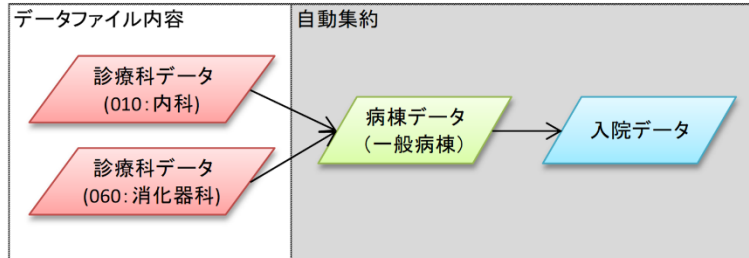 データファイル内容
自動集約
診療科データ
(010：内科)
病棟データ
(一般病棟)
入院データ
診療科データ
(060：消化器科)